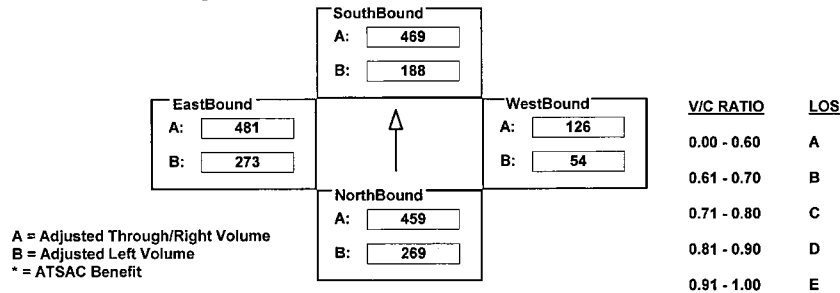 SouthBound
A: 469
B: 188
EastBound
A: 481
B: 273
WestBound
A: 126
B: 54
NorthBound
A: 459
B: 269
A = Adjusted Through/Right Volume
B = Adjusted Left Volume
* = ATSAC Benefit
V/C RATIO LOS
0.00 - 0.60 A
0.61 - 0.70 B
0.71 - 0.80 C
0.81 - 0.90 D
0.91 - 1.00 E